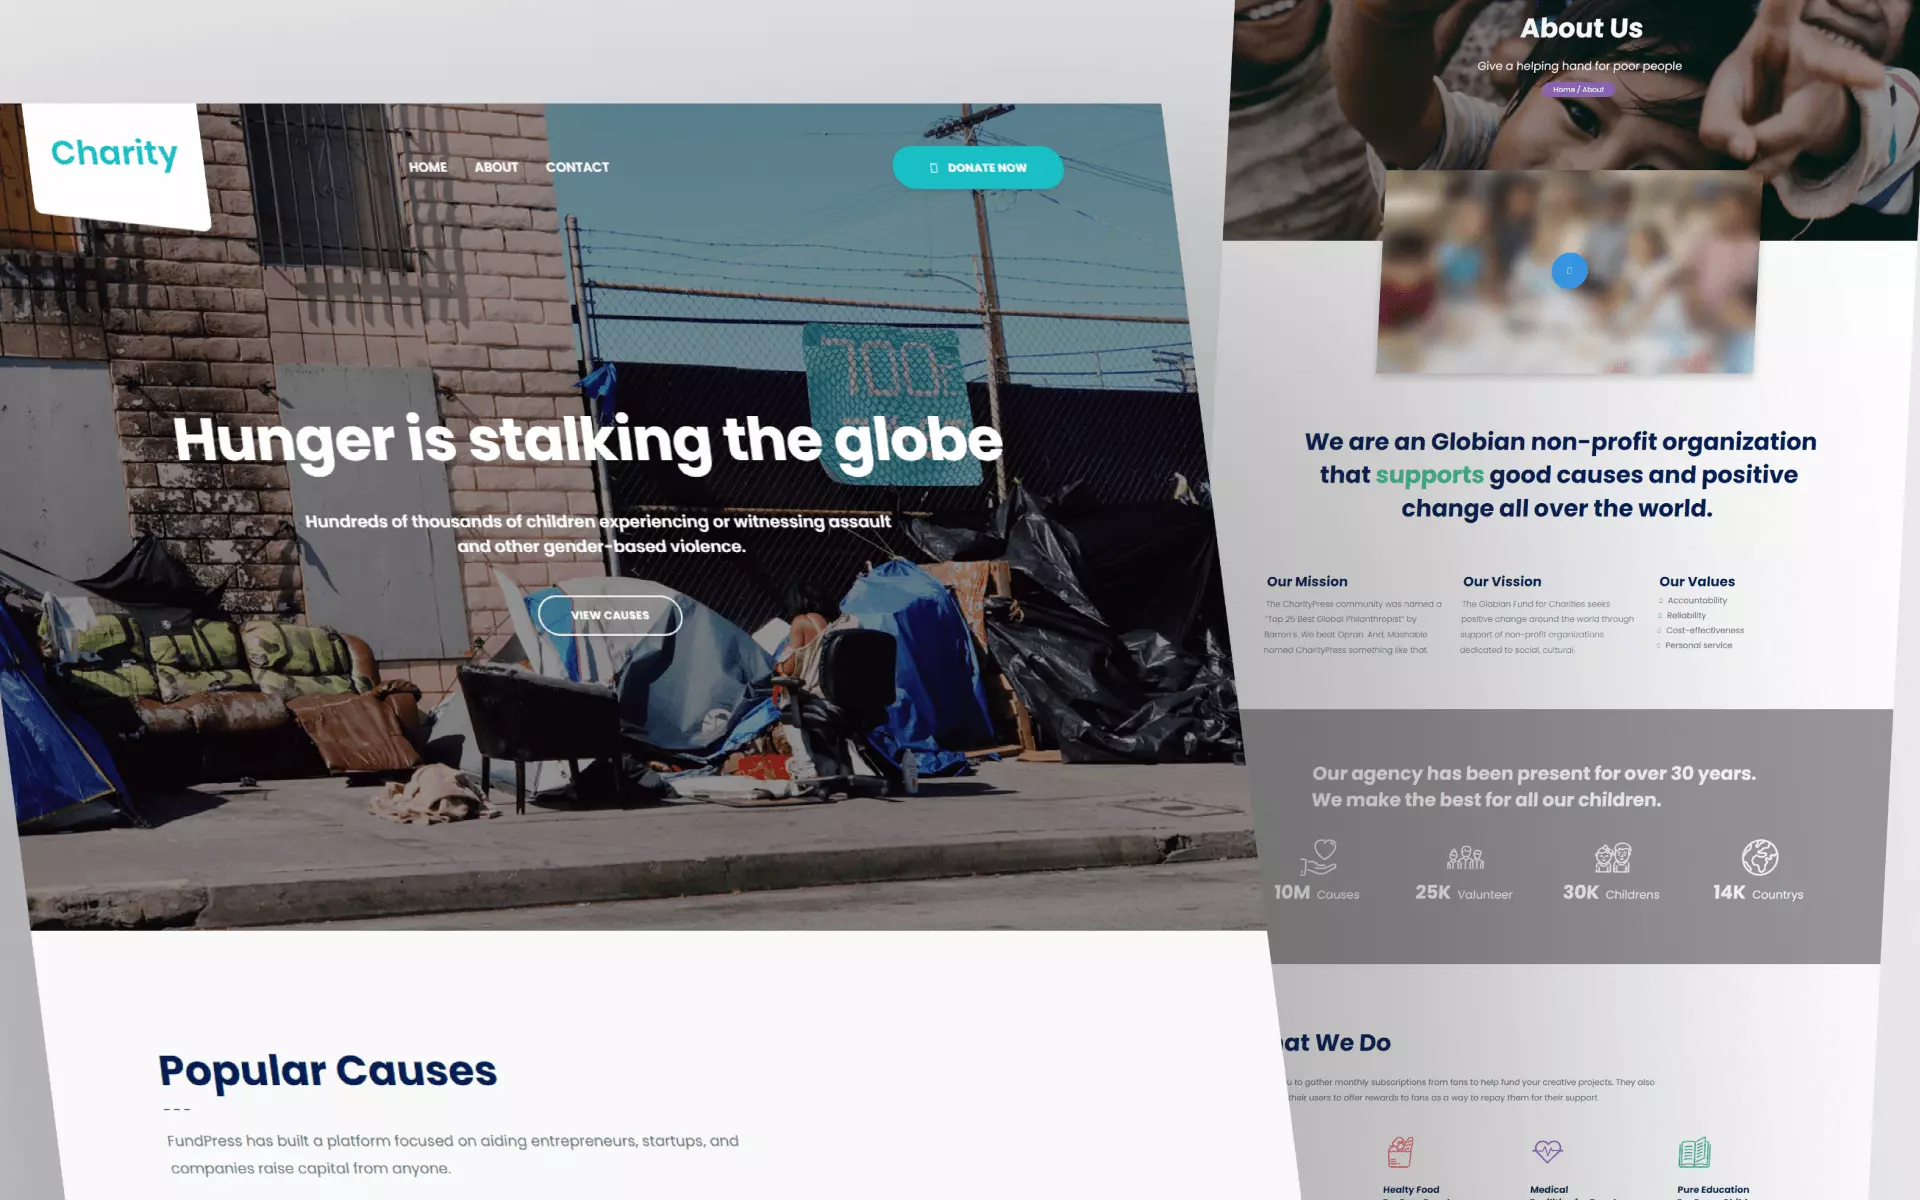 Charity
HOME ABOUT CONTACT
DONATE NOW
700
Hunger is stalking the globe
Hundreds of thousands of children experiencing or witnessing assault
and other gender-based violence.
VIEW CAUSES
Popular Causes
FundPress has built a platform focused on aiding entrepreneurs, startups, and
companies raise capital from anyone.
About Us
Give a helping hand for poor people
Home / About
We are an Globian non-profit organization
that supports good causes and positive
change all over the world.
Our Mission
The CharityPress community was named a
"Top 25 Best Global Philanthropist" by
Barron's. We beat Oprah. And, Mashable
named CharityPress something like that.
Our Vission
The Globian Fund for Charities seeks
positive change around the world through
support of non-profit organizations
dedicated to social, cultural.
Our Values
Accountability
Reliability
Cost-effectiveness
Personal service
Our agency has been present for over 30 years.
We make the best for all our children.
10M Causes
25K Valunteer
30K Childrens
14K Countrys
at We Do
u to gather monthly subscriptions from fans to help fund your creative projects. They also
their users to offer rewards to fans as a way to repay them for their support.
Healty Food
Medical
Pure Education